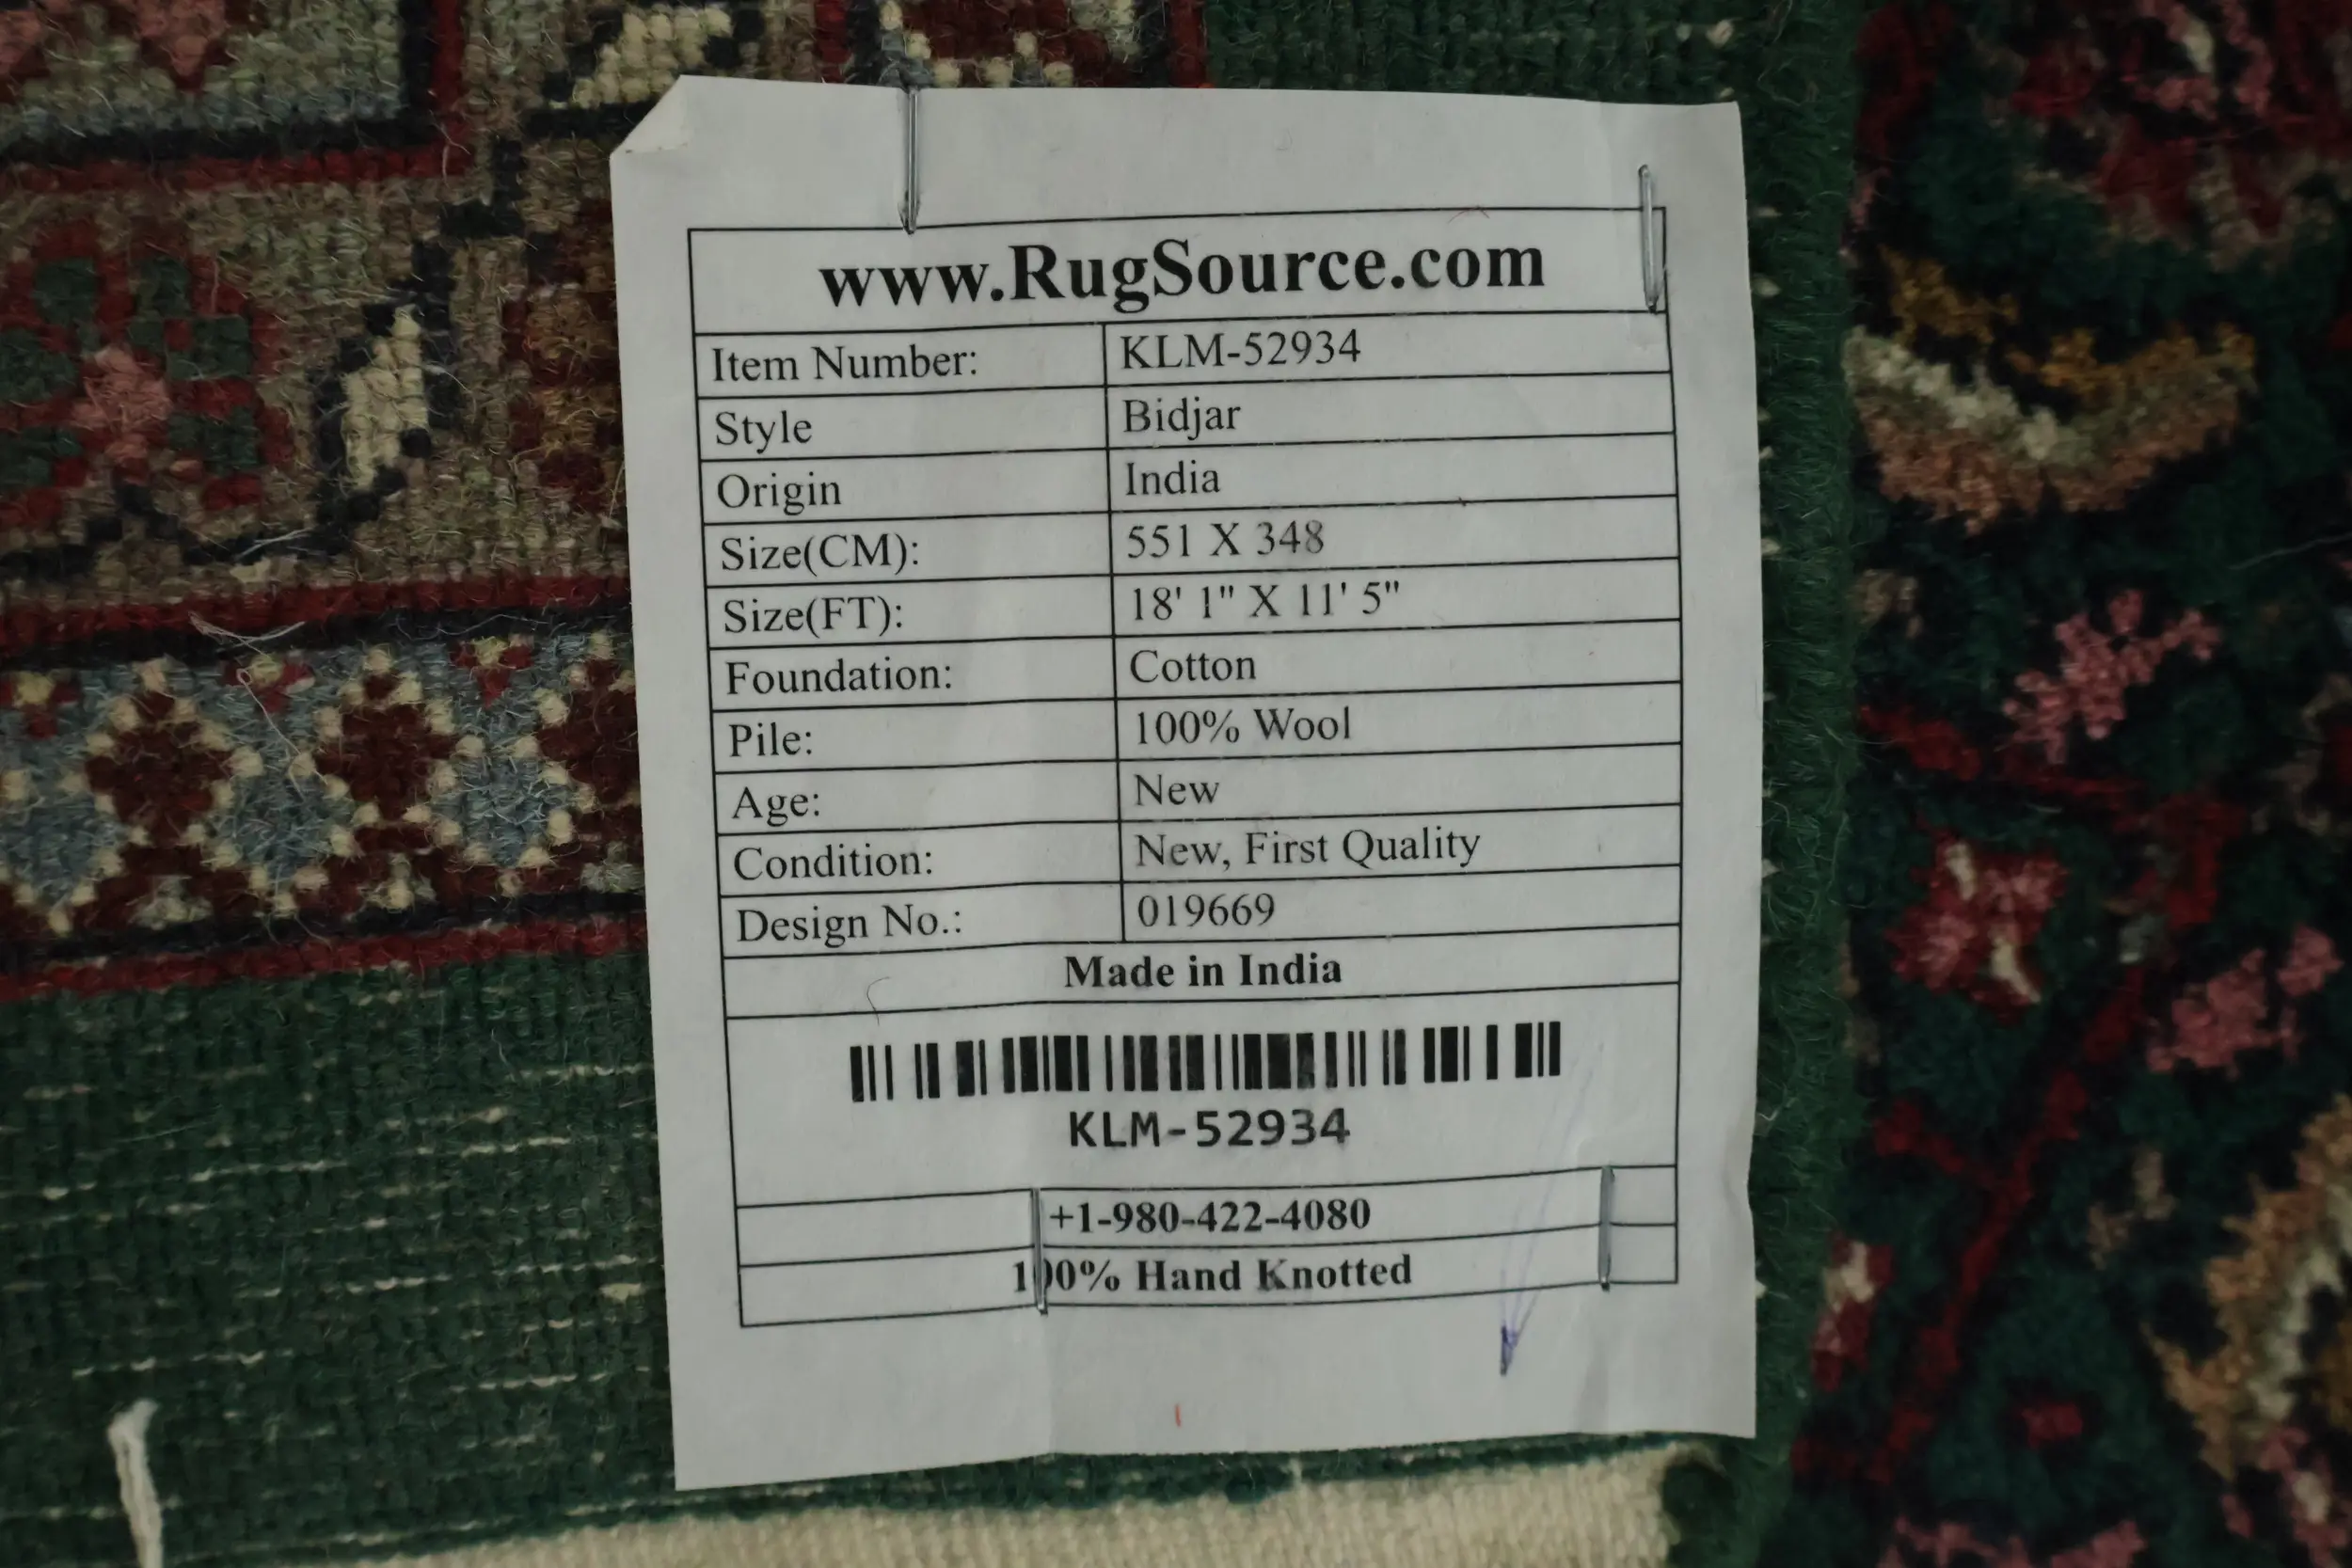 www.RugSource.com
Item Number: KLM-52934
Style Bidjar
Origin India
Size(CM): 551 X 348
Size(FT): 18' 1" X 11' 5"
Foundation: Cotton
Pile: 100% Wool
Age: New
Condition: New, First Quality
Design No.: 019669
Made in India
KLM-52934
+1-980-422-4080
100% Hand Knotted